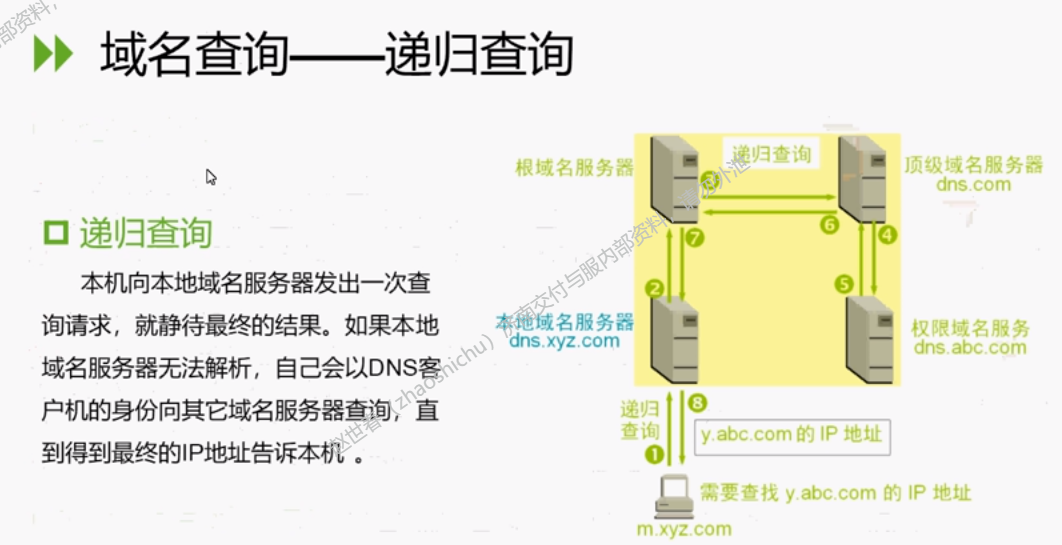 域名查询——递归查询
递归查询
本机向本地域名服务器发出一次查
询请求，就静待最终的结果。如果本地
域名服务器无法解析，自己会以DNS客
户机的身份向其它域名服务器查询，直
到得到最终的IP地址告诉本机 。
根域名服务器
递归查询
顶级域名服务器
dns.com
3
6
7
4
2
5
本地域名服务器
dns.xyz.com
权限域名服务
dns.abc.com
递归
查询
1
8
y.abc.com 的 IP 地址
需要查找 y.abc.com 的 IP 地址
m.xyz.com
（zhaoshichu）济南交付与服内部资料，请勿外泄
部资料，